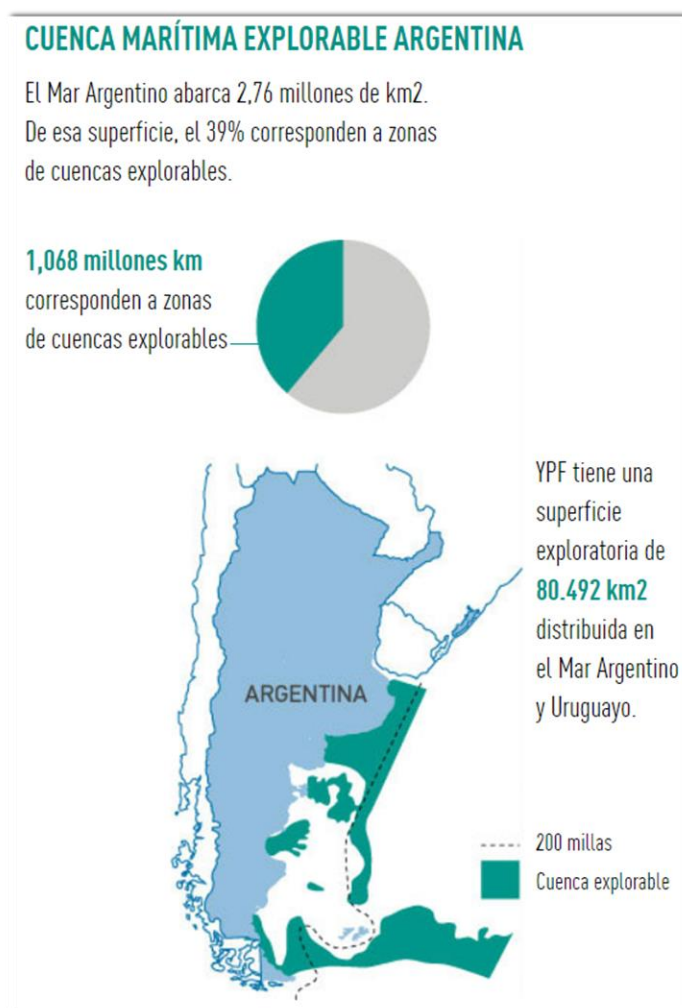 CUENCA MARÍTIMA EXPLORABLE ARGENTINA
El Mar Argentino abarca 2,76 millones de km2.
De esa superficie, el 39% corresponden a zonas
de cuencas explorables.
1,068 millones km
corresponden a zonas
de cuencas explorables
YPF tiene una
superficie
exploratoria de
80.492 km2
distribuida en
el Mar Argentino
y Uruguayo.
ARGENTINA
200 millas
Cuenca explorable